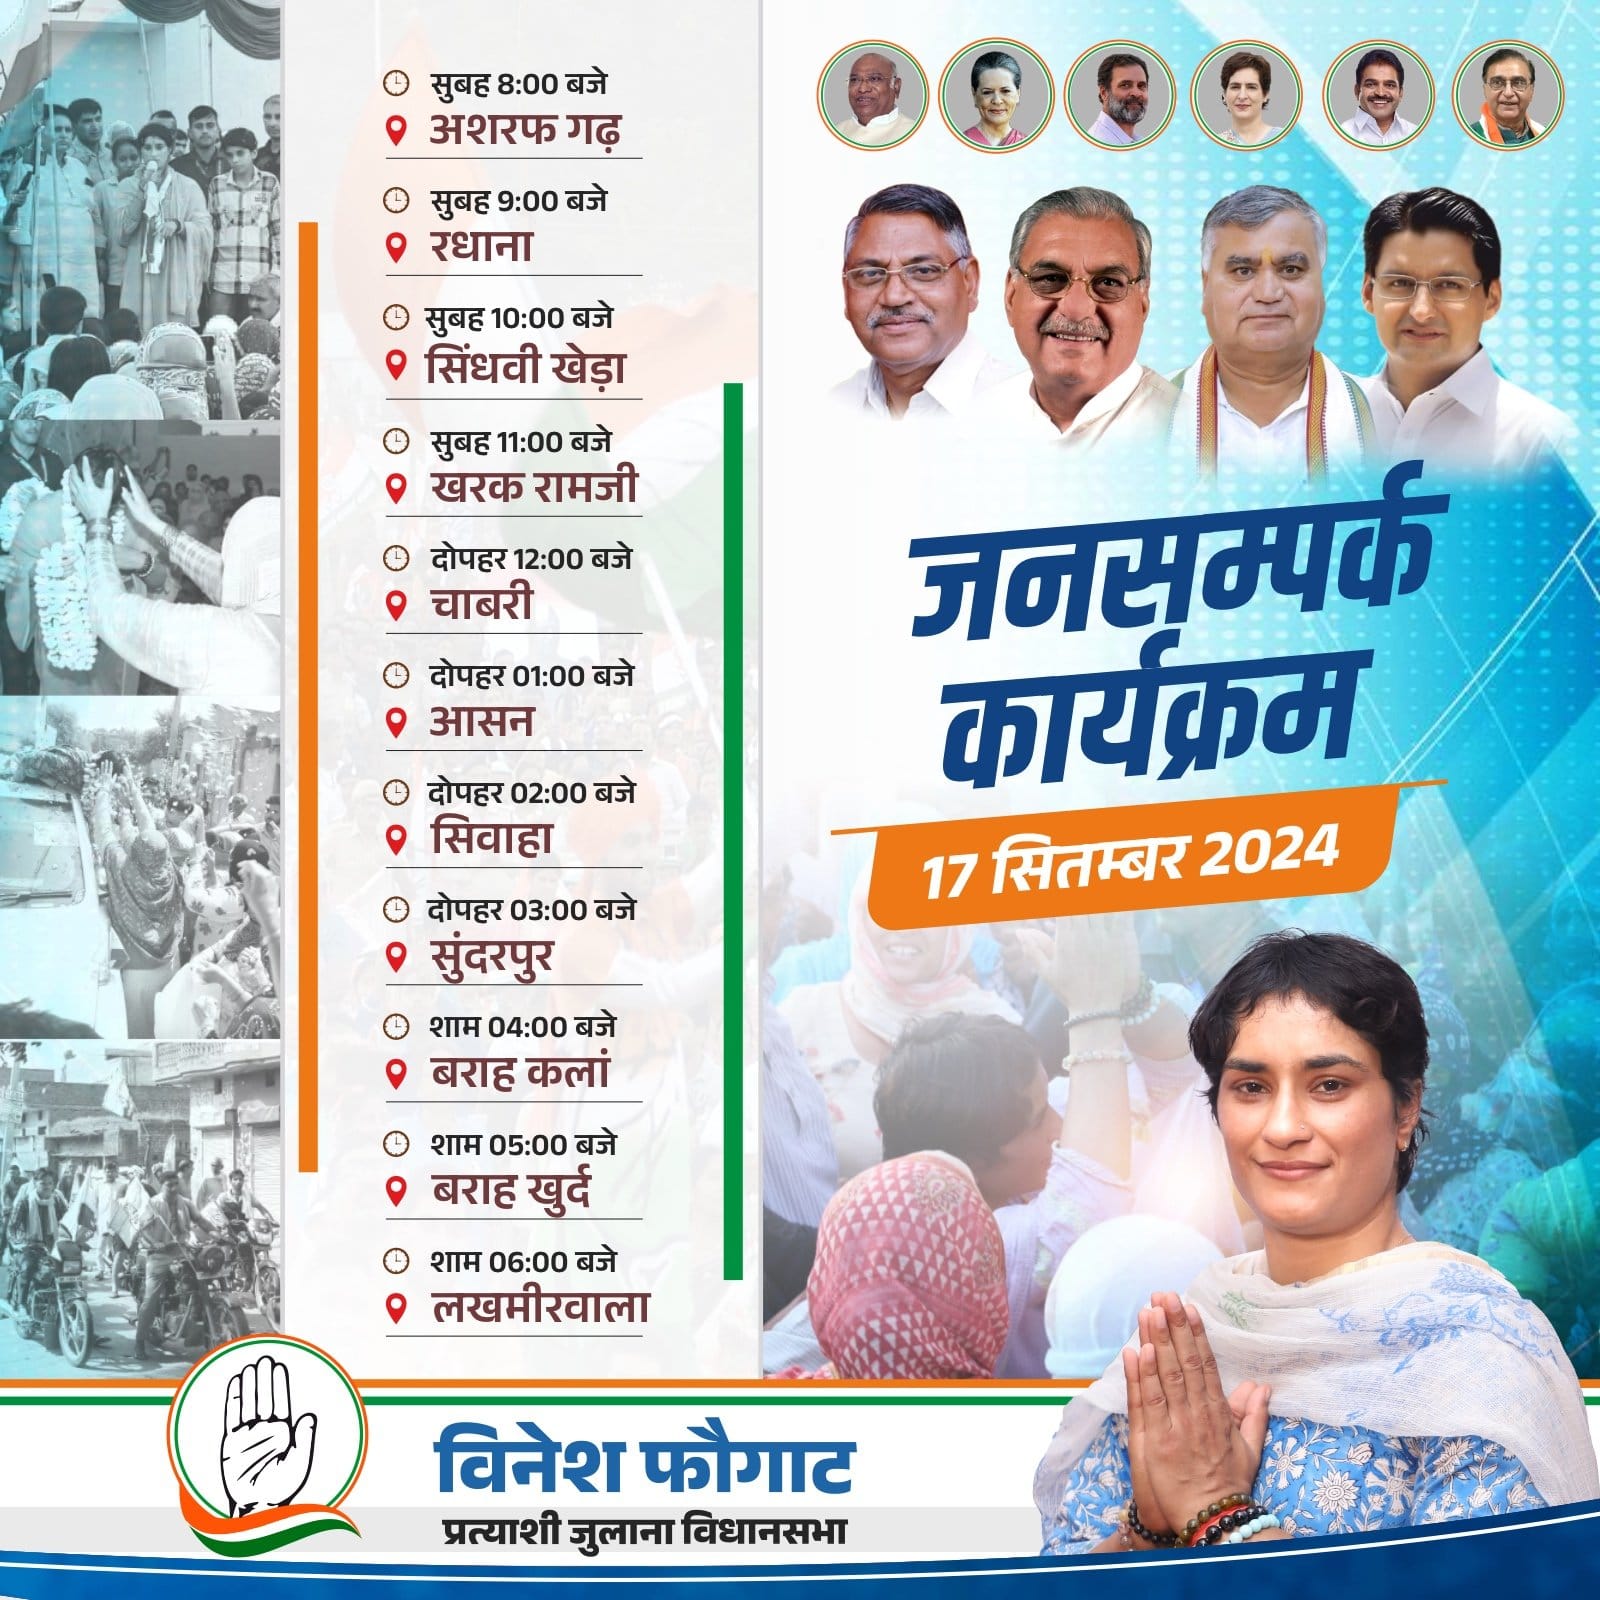 सुबह 8:00 बजे
अशरफ गढ़
सुबह 9:00 बजे
रधाना
सुबह 10:00 बजे
सिंधवी खेड़ा
सुबह 11:00 बजे
खरक रामजी
दोपहर 12:00 बजे
चाबरी
दोपहर 01:00 बजे
आसन
दोपहर 02:00 बजे
सिवाहा
दोपहर 03:00 बजे
सुंदरपुर
शाम 04:00 बजे
बराह कलां
शाम 05:00 बजे
बराह खुर्द
शाम 06:00 बजे
लखमीरवाला
जनसम्पर्क
कार्यक्रम
17 सितम्बर 2024
विनेश फौगाट
प्रत्याशी जुलाना विधानसभा